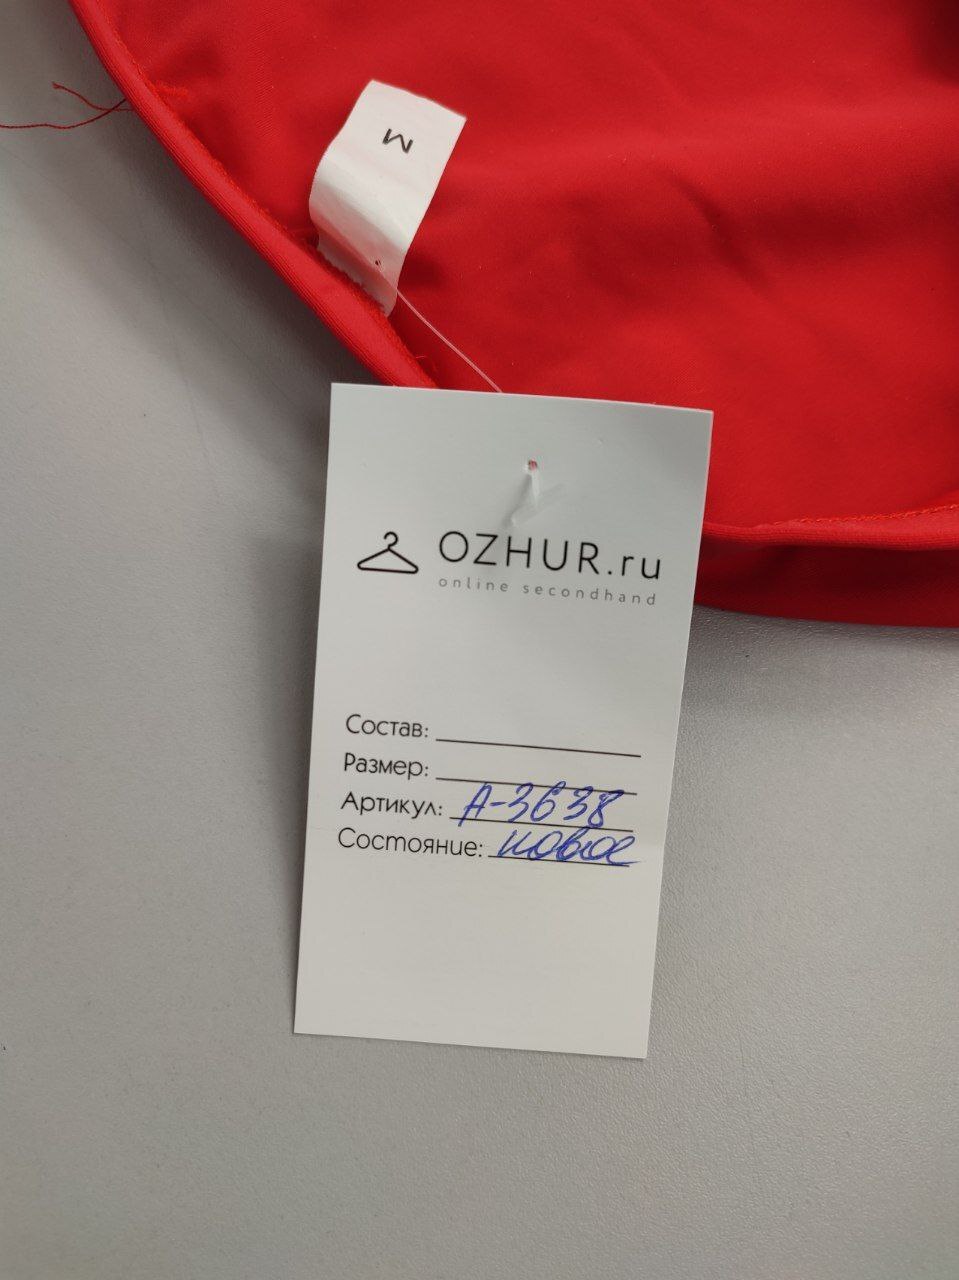 M
OZHUR.ru
online secondhand
Состав:
Размер:
Артикул: А-3638
Состояние: новое